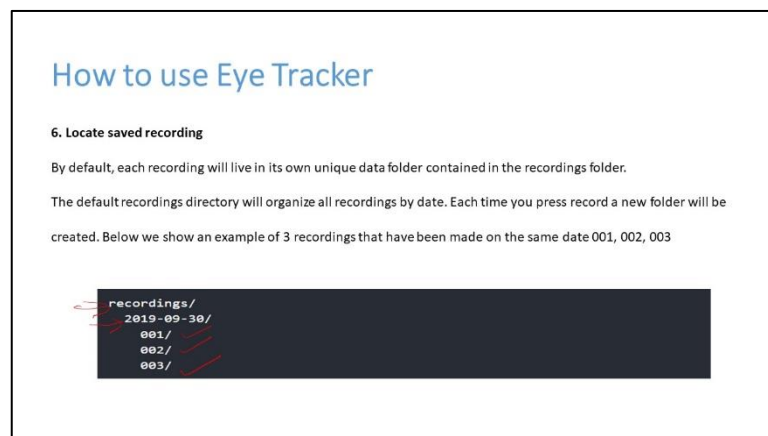 How to use Eye Tracker
6. Locate saved recording
By default, each recording will live in its own unique data folder contained in the recordings folder.
The default recordings directory will organize all recordings by date. Each time you press record a new folder will be
created. Below we show an example of 3 recordings that have been made on the same date 001, 002, 003
recordings/
2019-09-30/
001/
002/
003/